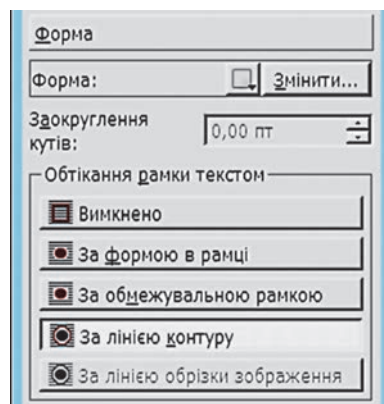 Форма
Форма: Змінити...
Заокруглення
кутів: 0,00 пт
Обтікання рамки текстом
Вимкнено
За формою в рамці
За обмежувальною рамкою
За лінією контуру
За лінією обрізки зображення